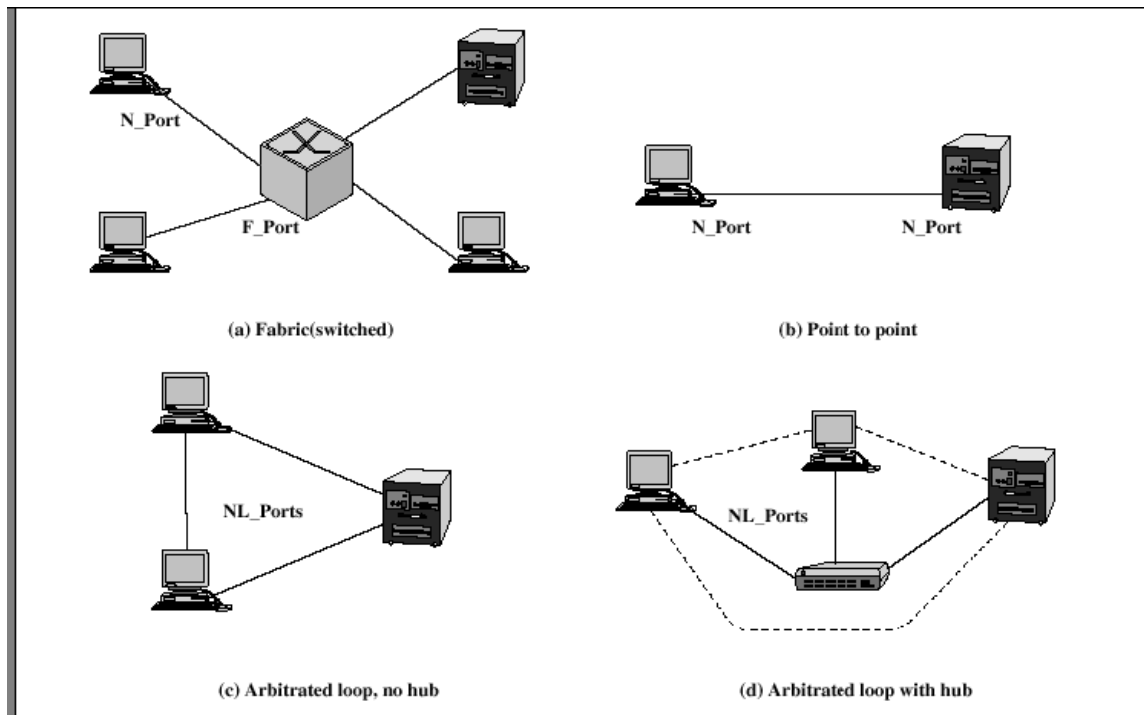 N_Port
F_Port
(a) Fabric(switched)
N_Port
N_Port
(b) Point to point
NL_Ports
(c) Arbitrated loop, no hub
NL_Ports
(d) Arbitrated loop with hub